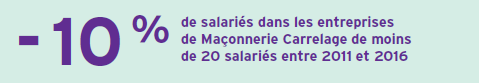 - 10 %
de salariés dans les entreprises
de Maçonnerie Carrelage de moins
de 20 salariés entre 2011 et 2016